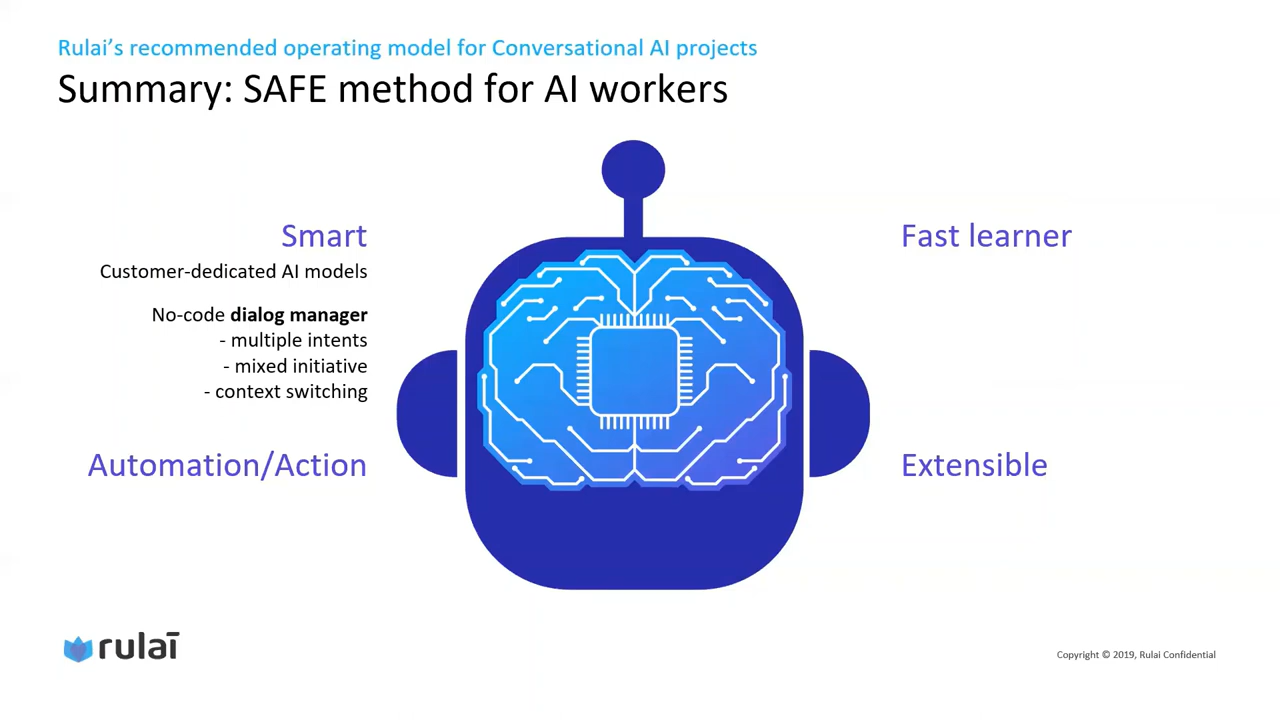 Rulai’s recommended operating model for Conversational AI projects
Summary: SAFE method for AI workers
Smart
Customer-dedicated AI models
No-code dialog manager
- multiple intents
- mixed initiative
- context switching
Automation/Action
Fast learner
Extensible
rulai
Copyright © 2019, Rulai Confidential